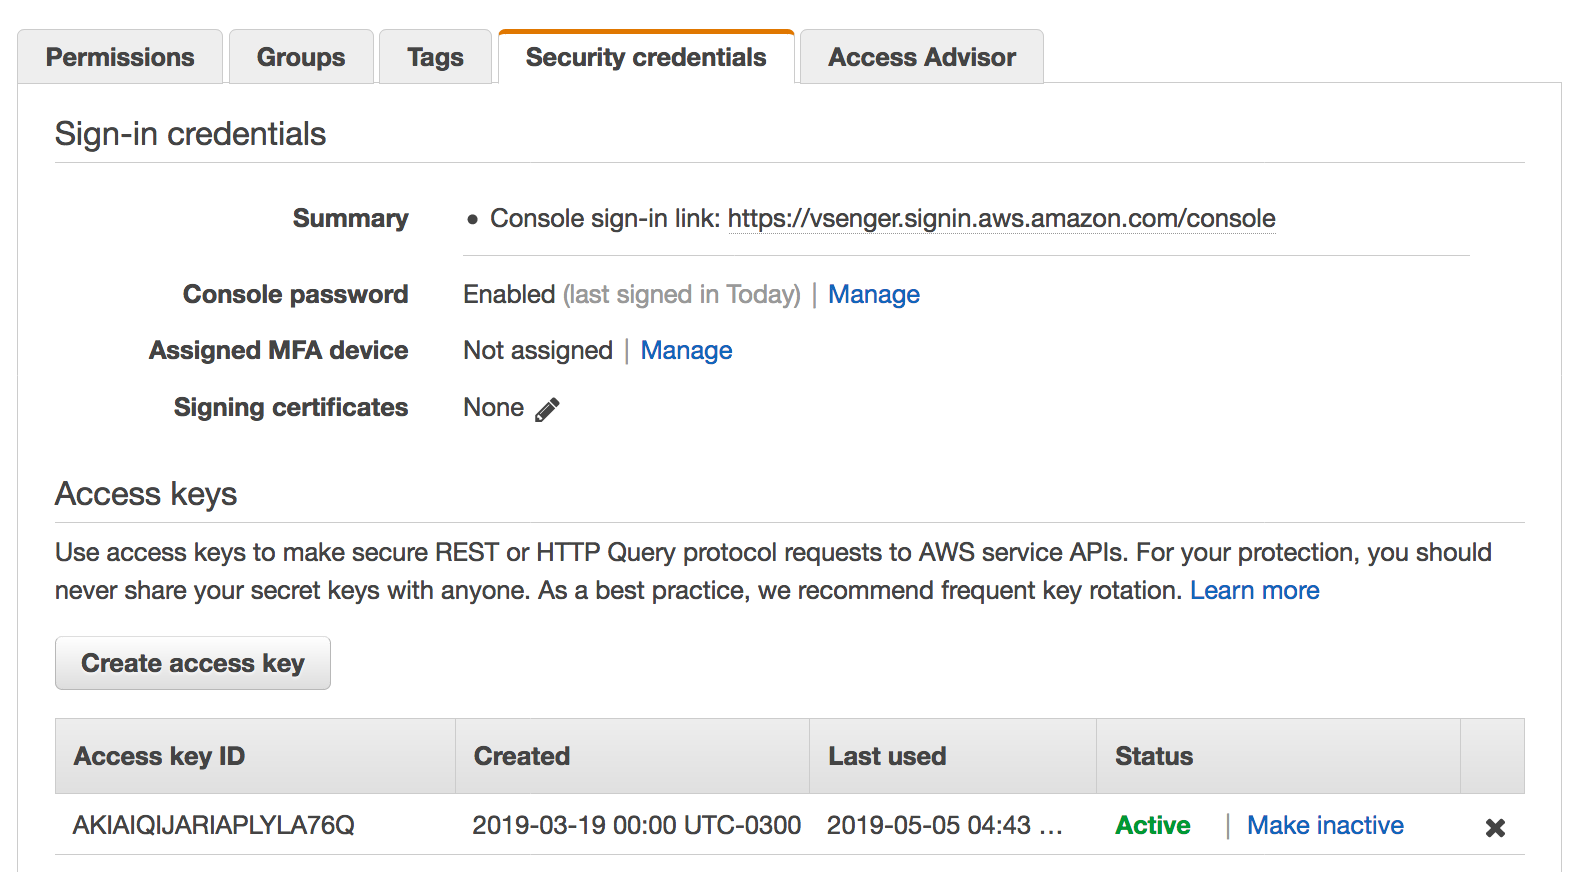 Permissions Groups Tags Security credentials Access Advisor
Sign-in credentials
Summary • Console sign-in link: https://vsenger.signin.aws.amazon.com/console
Console password Enabled (last signed in Today) | Manage
Assigned MFA device Not assigned | Manage
Signing certificates None
Access keys
Use access keys to make secure REST or HTTP Query protocol requests to AWS service APIs. For your protection, you should
never share your secret keys with anyone. As a best practice, we recommend frequent key rotation. Learn more
Create access key
Access key ID Created Last used Status
AKIAIQIJARIAPLYLA76Q 2019-03-19 00:00 UTC-0300 2019-05-05 04:43 ... Active | Make inactive